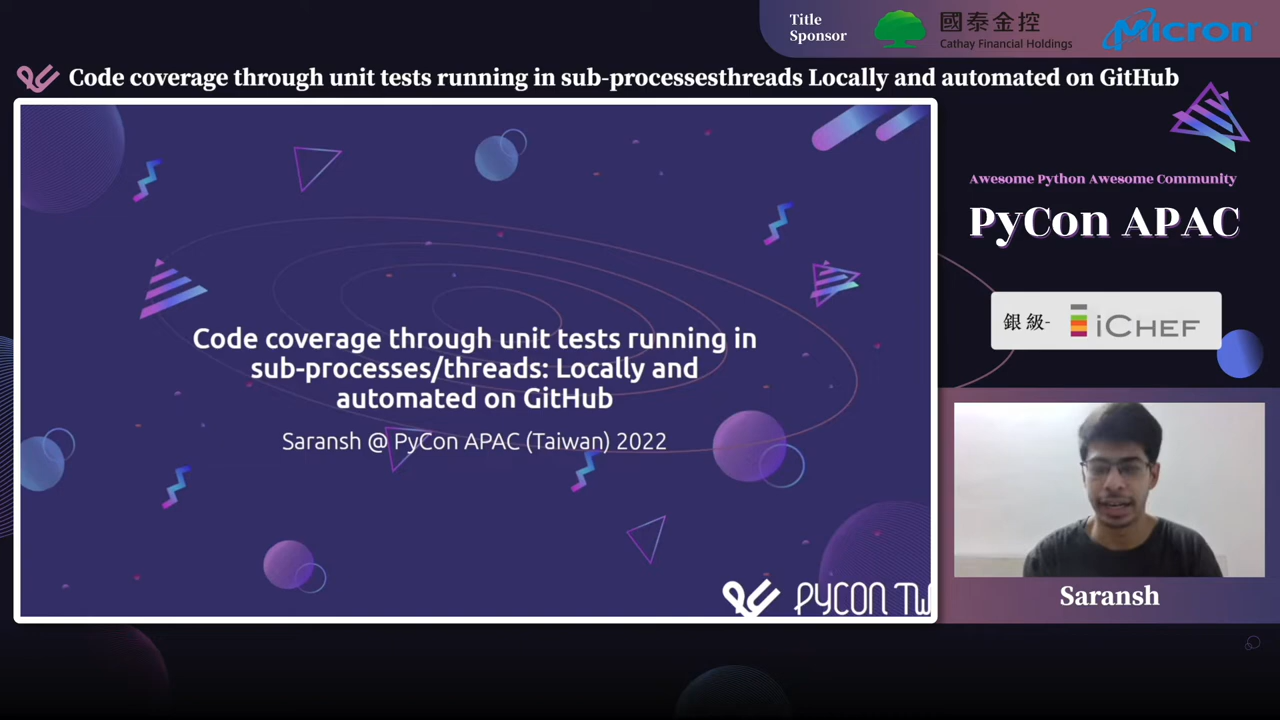 Title
Sponsor
國泰金控
Cathay Financial Holdings
Micron
Code coverage through unit tests running in sub-processesthreads Locally and automated on GitHub
Awesome Python Awesome Community
PyCon APAC
銀級-
iCHEF
Code coverage through unit tests running in
sub-processes/threads: Locally and
automated on GitHub
Saransh @ PyCon APAC (Taiwan) 2022
PYCON TW
Saransh